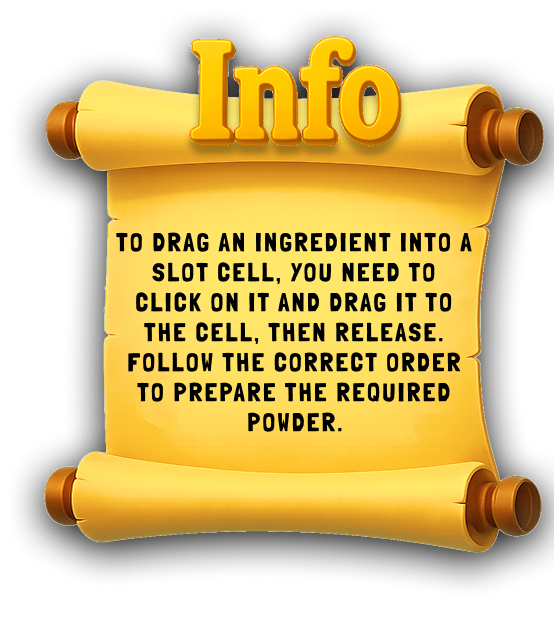 Info
TO DRAG AN INGREDIENT INTO A
SLOT CELL, YOU NEED TO
CLICK ON IT AND DRAG IT TO
THE CELL, THEN RELEASE.
FOLLOW THE CORRECT ORDER
TO PREPARE THE REQUIRED
POWDER.